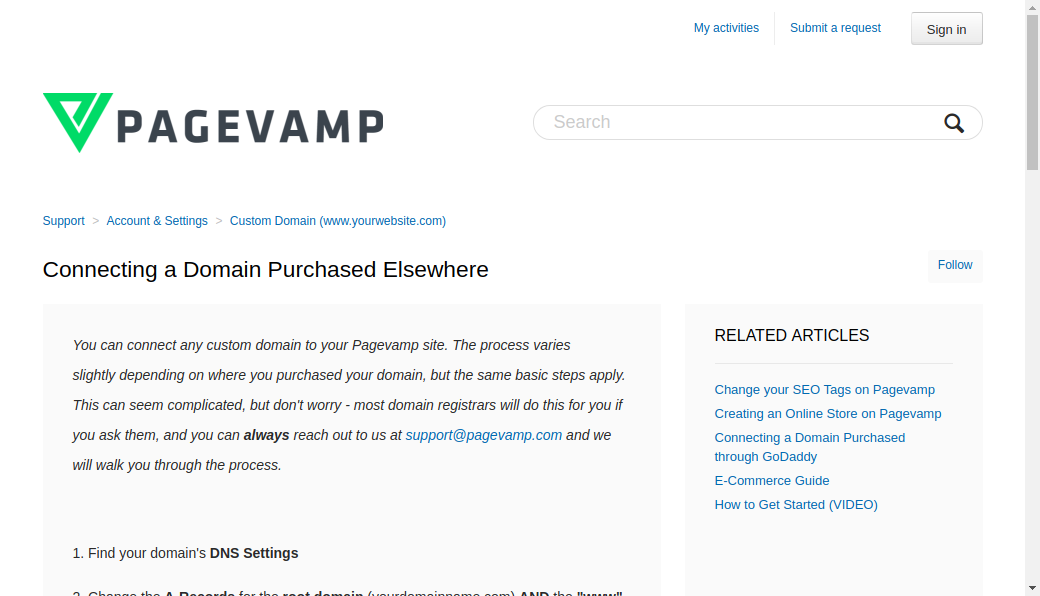 My activities
Submit a request
Sign in
PAGEVAMP
Search
Support > Account & Settings > Custom Domain (www.yourwebsite.com)
Connecting a Domain Purchased Elsewhere
Follow
You can connect any custom domain to your Pagevamp site. The process varies
slightly depending on where you purchased your domain, but the same basic steps apply.
This can seem complicated, but don't worry - most domain registrars will do this for you if
you ask them, and you can always reach out to us at support@pagevamp.com and we
will walk you through the process.
1. Find your domain's DNS Settings
2. Change the A-Records for the root domain (yourdomainname.com) AND the "www"
RELATED ARTICLES
Change your SEO Tags on Pagevamp
Creating an Online Store on Pagevamp
Connecting a Domain Purchased
through GoDaddy
E-Commerce Guide
How to Get Started (VIDEO)